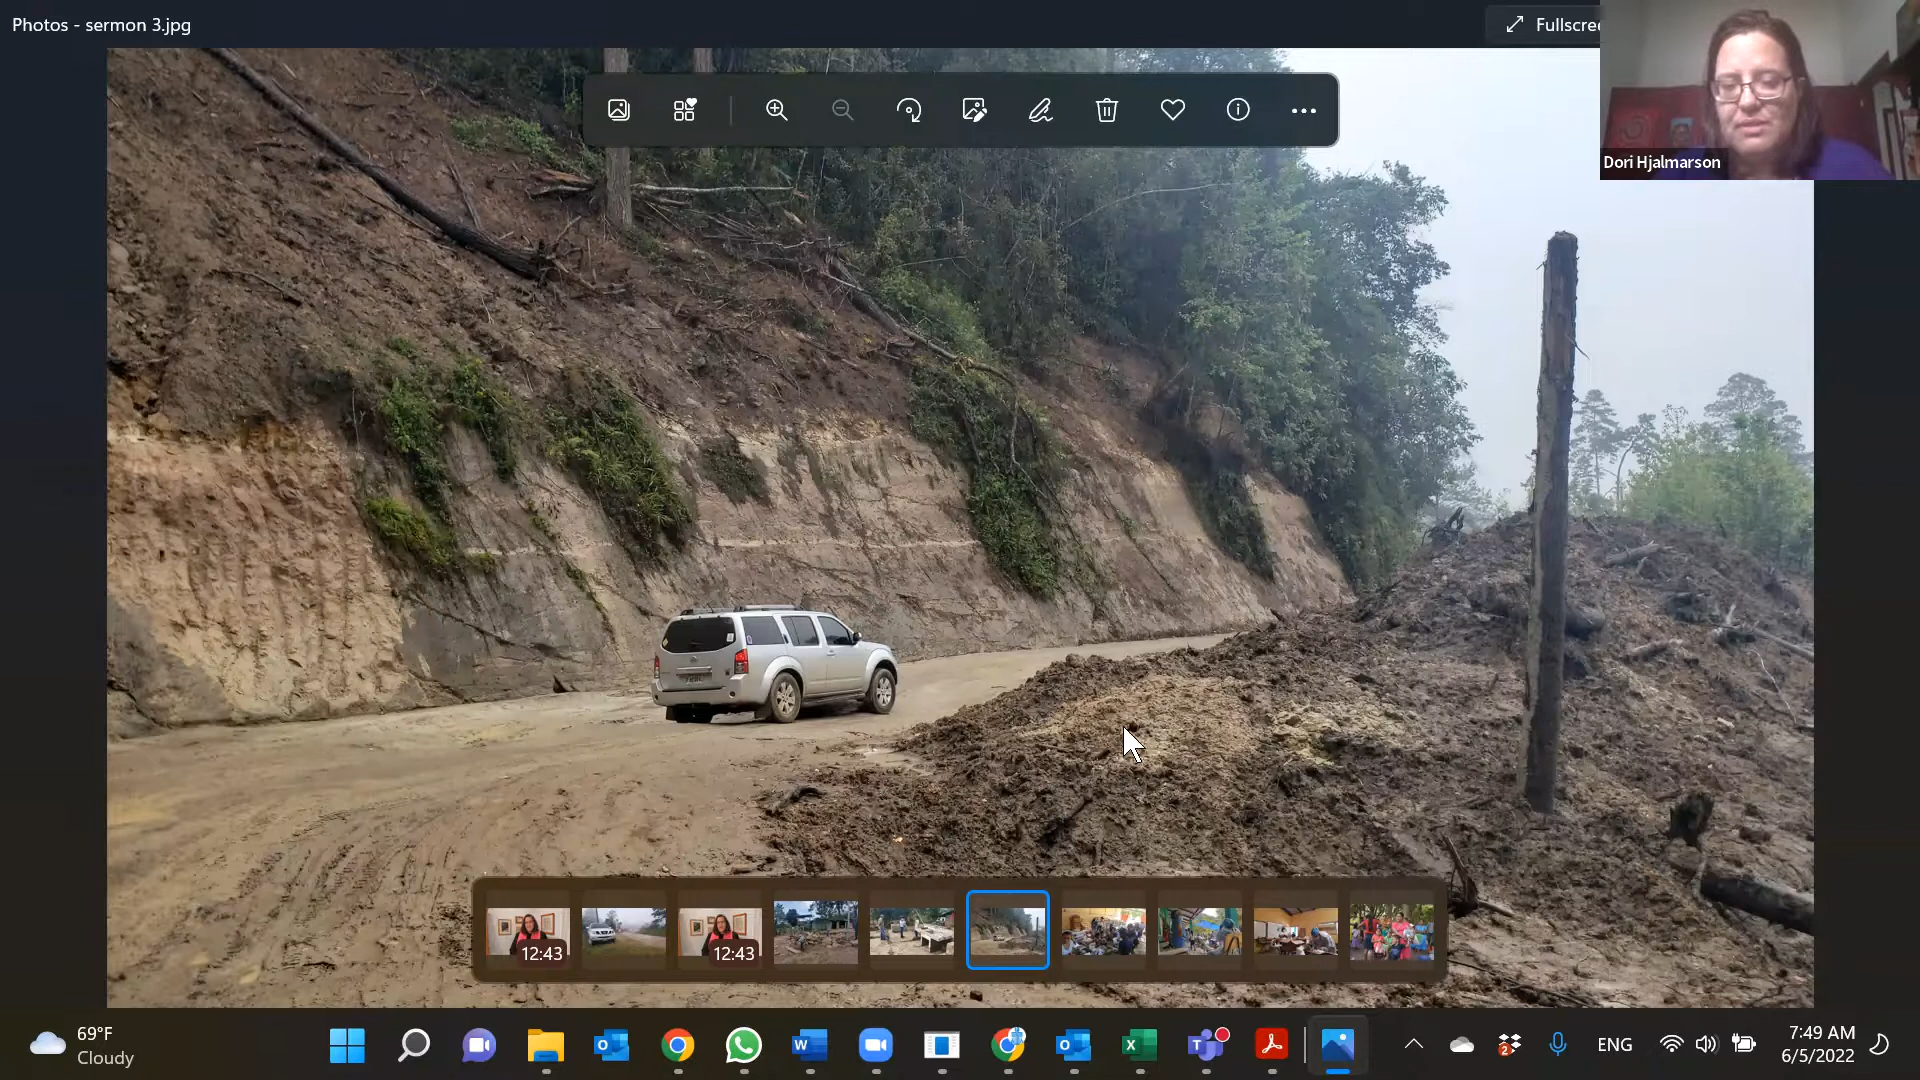 Photos - sermon 3.jpg
Fullscre
Dori Hjalmarson
12:43
12:43
69°F
Cloudy
2
ENG
7:49 AM
6/5/2022